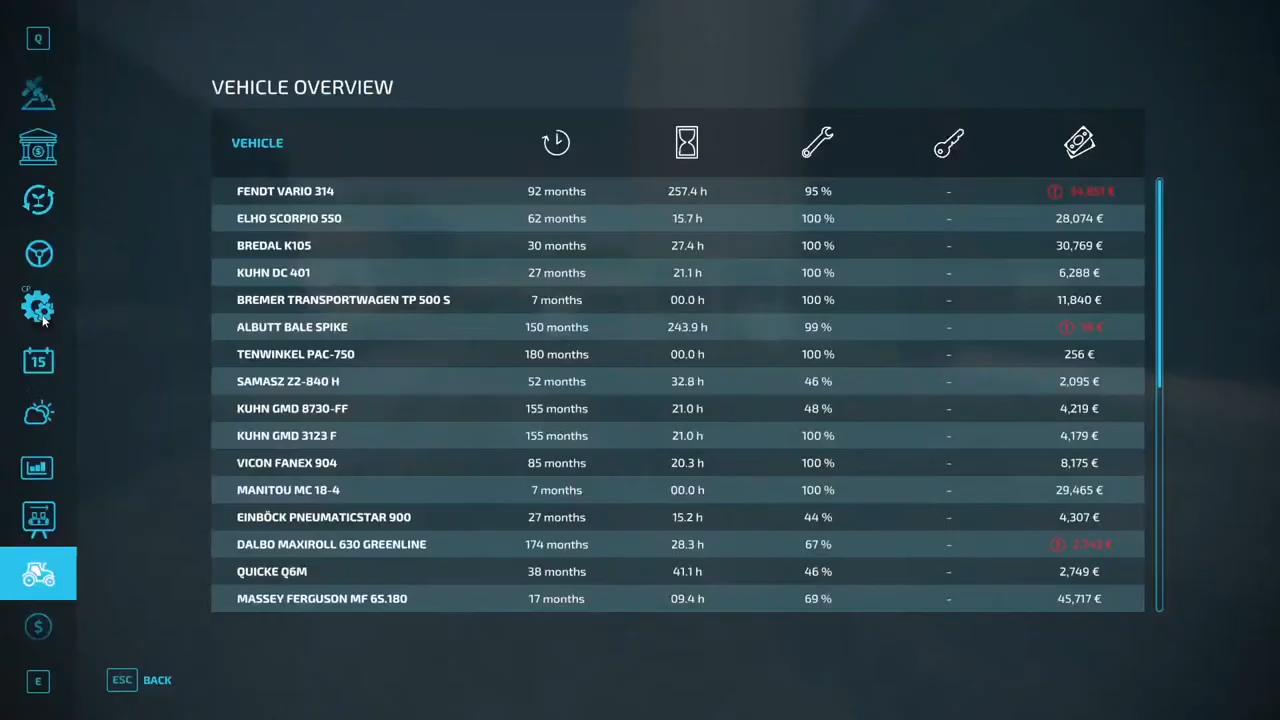 Q
VEHICLE OVERVIEW
VEHICLE
FENDT VARIO 314 92 months 257.4 h 95 % - 34,851 €
ELHO SCORPIO 550 62 months 15.7 h 100 % - 28,074 €
BREDAL K105 30 months 27.4 h 100 % - 30,769 €
KUHN DC 401 27 months 21.1 h 100 % - 6,288 €
CP
BREMER TRANSPORTWAGEN TP 500 S 7 months 00.0 h 100 % - 11,840 €
ALBUTT BALE SPIKE 150 months 243.9 h 99 % - €
TENWINKEL PAC-750 180 months 00.0 h 100 % - 256 €
15
SAMASZ Z2-840 H 52 months 32.8 h 46 % - 2,095 €
KUHN GMD 8730-FF 155 months 21.0 h 48 % - 4,219 €
KUHN GMD 3123 F 155 months 21.0 h 100 % - 4,179 €
VICON FANEX 904 85 months 20.3 h 100 % - 8,175 €
MANITOU MC 18-4 7 months 00.0 h 100 % - 29,465 €
EINBÖCK PNEUMATICSTAR 900 27 months 15.2 h 44 % - 4,307 €
DALBO MAXIROLL 630 GREENLINE 174 months 28.3 h 67 % - €
QUICKE Q6M 38 months 41.1 h 46 % - 2,749 €
MASSEY FERGUSON MF 6S.180 17 months 09.4 h 69 % - 45,717 €
E
ESC BACK